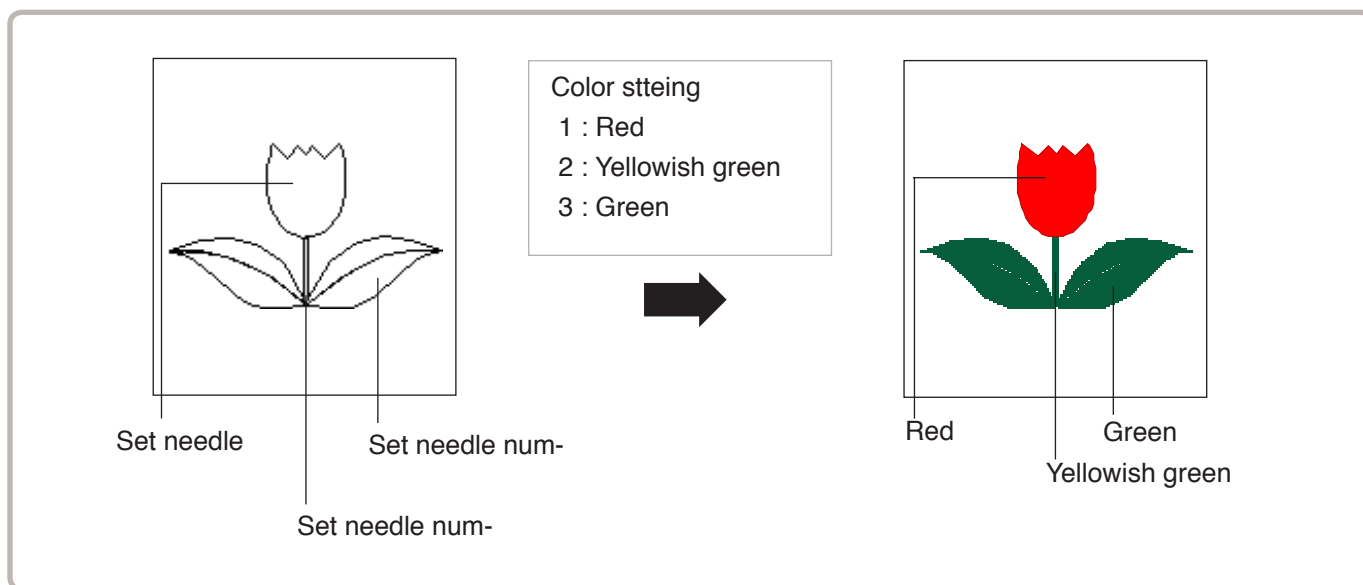 Color stteing
1 : Red
2 : Yellowish green
3 : Green
Set needle
Set needle num-
Set needle num-
Red
Green
Yellowish green